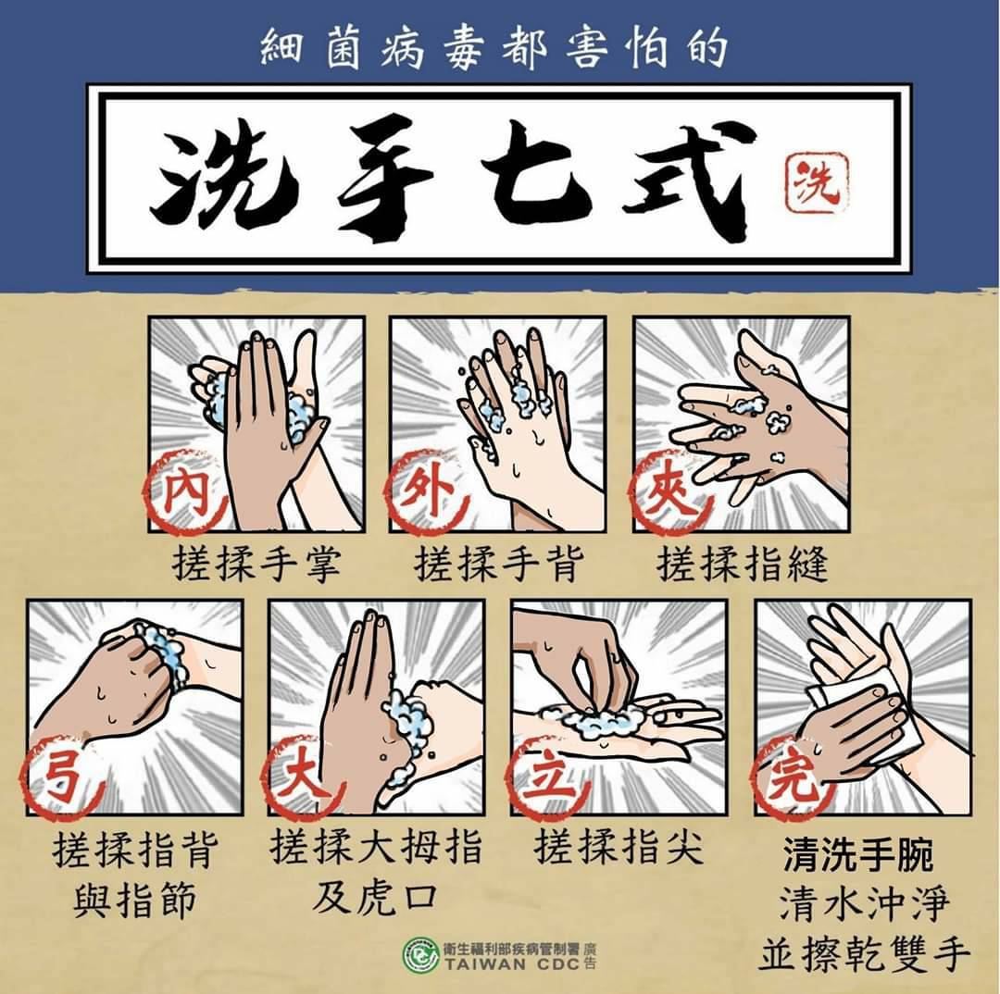 細菌病毒都害怕的
洗手七式
洗
內
搓揉手掌
外
搓揉手背
夾
搓揉指縫
弓
搓揉指背
與指節
大
搓揉大拇指
及虎口
立
搓揉指尖
完
清洗手腕
清水沖淨
並擦乾雙手
衛生福利部疾病管制署 廣告
TAIWAN CDC